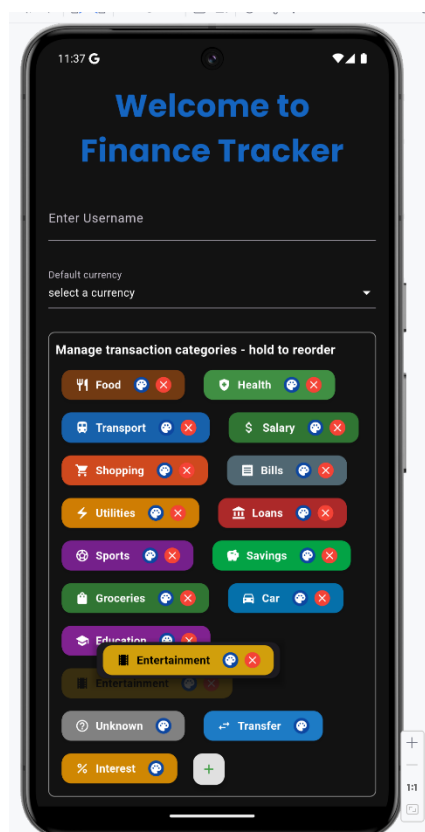 11:37 G
Welcome to
Finance Tracker
Enter Username
Default currency
select a currency
Manage transaction categories - hold to reorder
Food Health
Transport $ Salary
Shopping Bills
Utilities Loans
Sports Savings
Groceries Car
Education
Entertainment
Entertainment
? Unknown Transfer
% Interest +
+
—
1:1